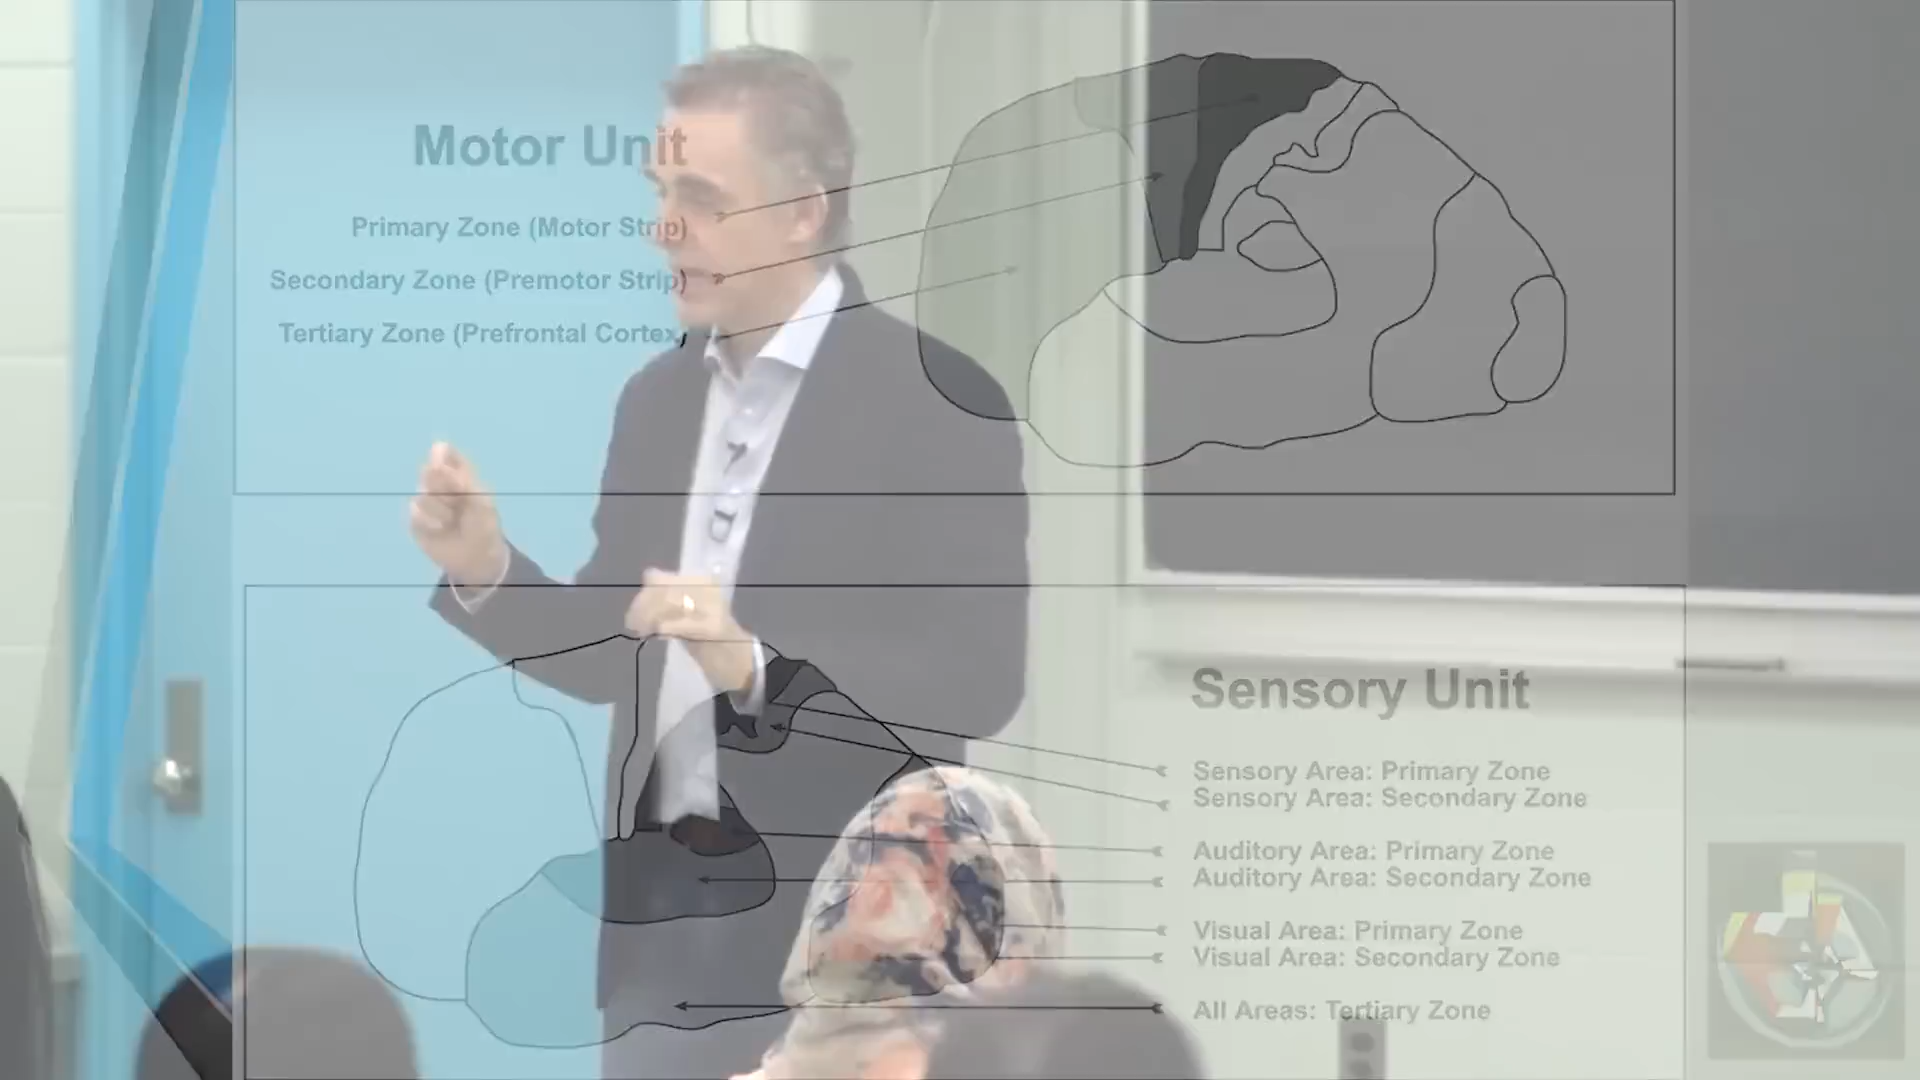 Motor Unit
Primary Zone (Motor Strip)
Secondary Zone (Premotor Strip)
Tertiary Zone (Prefrontal Cortex)
Sensory Unit
Sensory Area: Primary Zone
Sensory Area: Secondary Zone
Auditory Area: Primary Zone
Auditory Area: Secondary Zone
Visual Area: Primary Zone
Visual Area: Secondary Zone
All Areas: Tertiary Zone